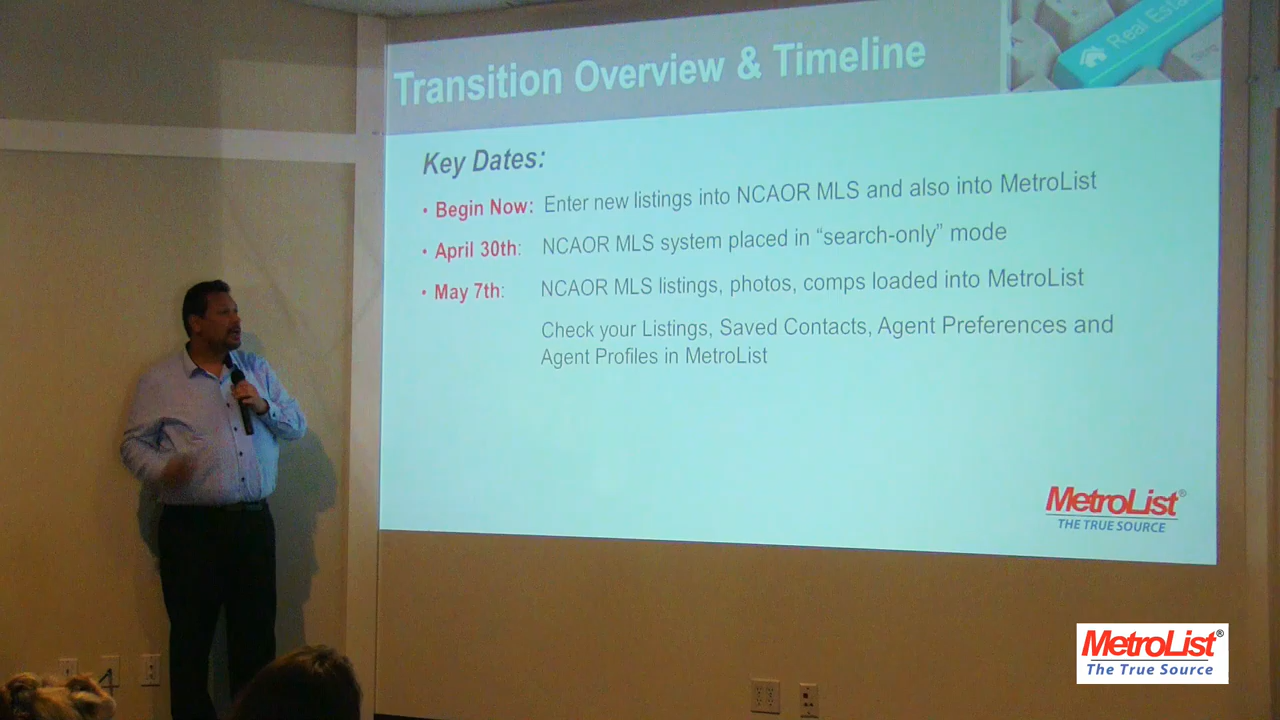 Real Esta
Transition Overview & Timeline
Key Dates:
• Begin Now: Enter new listings into NCAOR MLS and also into MetroList
• April 30th: NCAOR MLS system placed in “search-only” mode
• May 7th: NCAOR MLS listings, photos, comps loaded into MetroList
Check your Listings, Saved Contacts, Agent Preferences and
Agent Profiles in MetroList
MetroList®
THE TRUE SOURCE
MetroList®
The True Source